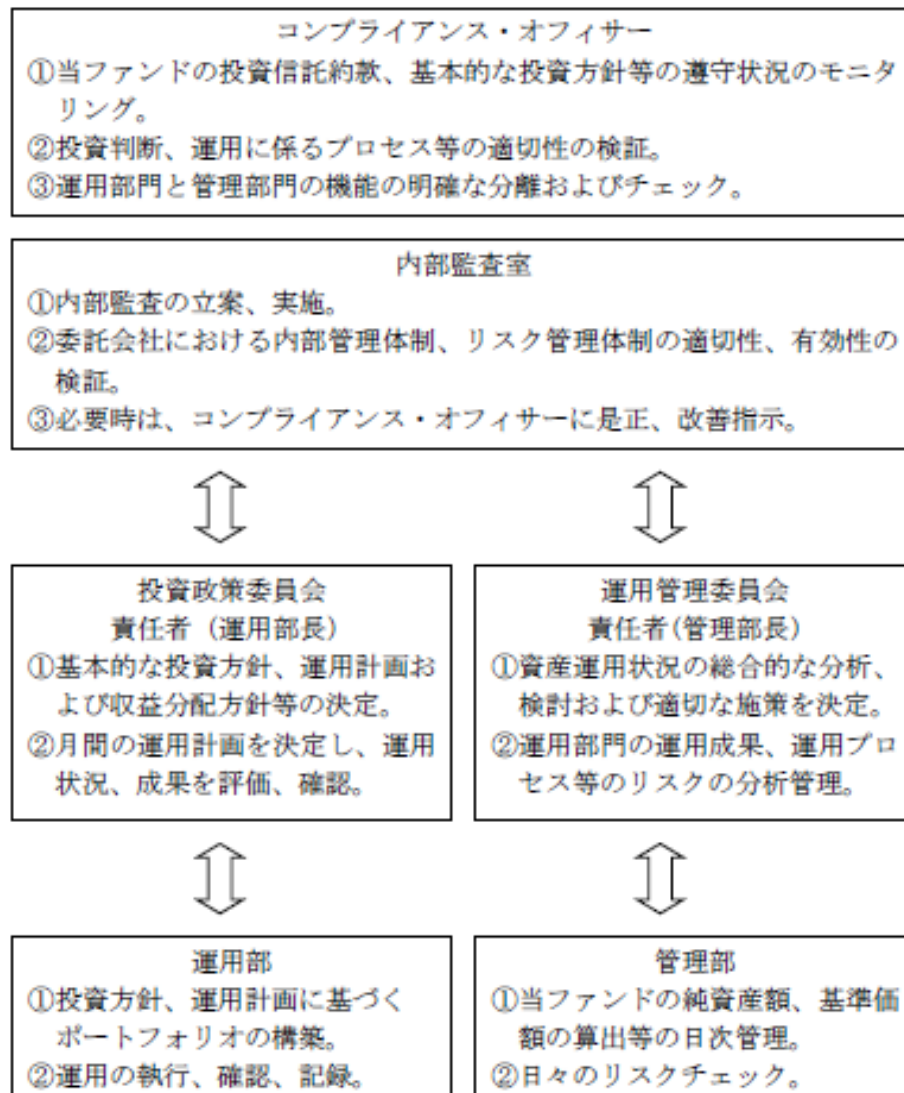 コンプライアンス・オフィサー
①当ファンドの投資信託約款、基本的な投資方針等の遵守状況のモニタ
リング。
②投資判断、運用に係るプロセス等の適切性の検証。
③運用部門と管理部門の機能の明確な分離およびチェック。
内部監査室
①内部監査の立案、実施。
②委託会社における内部管理体制、リスク管理体制の適切性、有効性の
検証。
③必要時は、コンプライアンス・オフィサーに是正、改善指示。
投資政策委員会
責任者（運用部長）
①基本的な投資方針、運用計画お
よび収益分配方針等の決定。
②月間の運用計画を決定し、運用
状況、成果を評価、確認。
運用管理委員会
責任者(管理部長)
①資産運用状況の総合的な分析、
検討および適切な施策を決定。
②運用部門の運用成果、運用プロ
セス等のリスクの分析管理。
運用部
①投資方針、運用計画に基づく
ポートフォリオの構築。
②運用の執行、確認、記録。
管理部
①当ファンドの純資産額、基準価
額の算出等の日次管理。
②日々のリスクチェック。